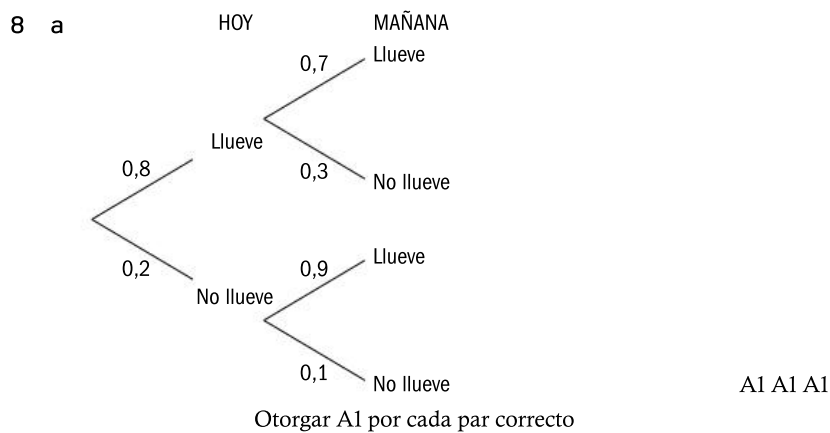 8 a HOY MAÑANA
Llueve
0,7
Llueve
0,8
0,3
No llueve
Llueve
0,2
0,9
No llueve
0,1
No llueve
A1 A1 A1
Otorgar A1 por cada par correcto